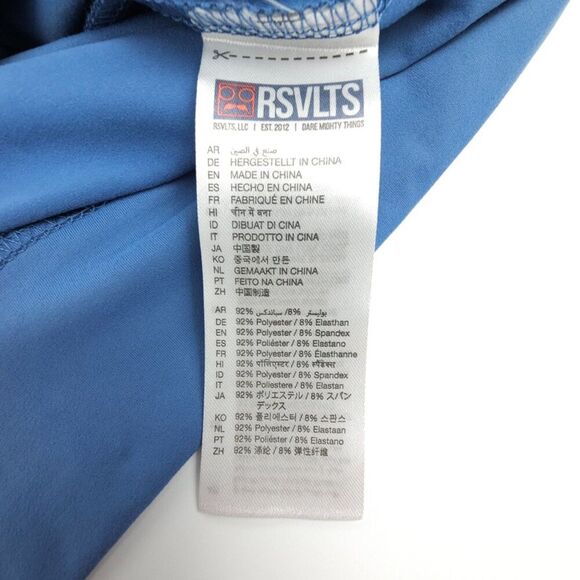 RSVLTS
RSVLTS, LLC | EST. 2012 | DARE MIGHTY THINGS
AR صنع في الصين
DE HERGESTELLT IN CHINA
EN MADE IN CHINA
ES HECHO EN CHINA
FR FABRIQUÉ EN CHINE
HI चीन में बना
ID DIBUAT DI CINA
IT PRODOTTO IN CINA
JA 中国製
KO 중국에서 만든
NL GEMAAKT IN CHINA
PT FEITO NA CHINA
ZH 中国制造
AR 92% بوليستر /8% سباندكس
DE 92% Polyester / 8% Elasthan
EN 92% Polyester / 8% Spandex
ES 92% Poliéster / 8% Elastano
FR 92% Polyester / 8% Élasthanne
HI 92% पॉलिएस्टर / 8% स्पैंडेक्स
ID 92% Polyester / 8% Spandex
IT 92% Poliestere / 8% Elastan
JA 92% ポリエステル / 8% スパン
デックス
KO 92% 폴리에스터 / 8% 스판스
NL 92% Polyester / 8% Elastaan
PT 92% Poliéster / 8% Elastano
ZH 92% 涤纶 / 8% 弹性纤维